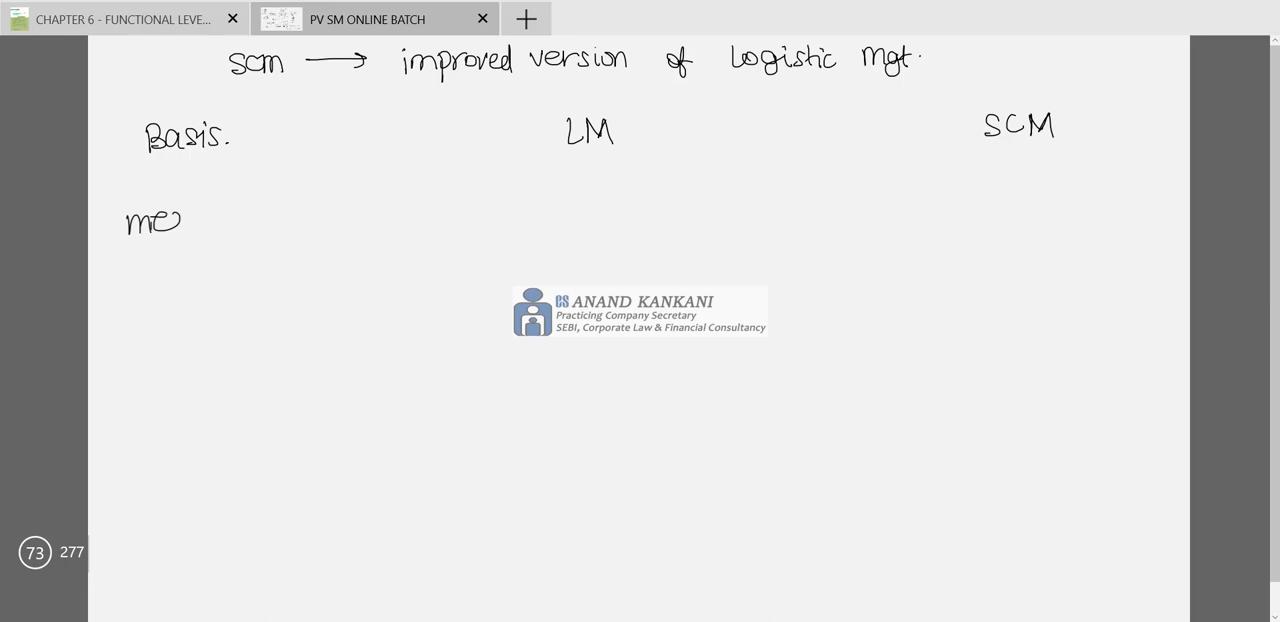 CHAPTER 6 - FUNCTIONAL LEVE...
PV SM ONLINE BATCH
scm → improved version of Logistic Mgt.
Basis. LM SCM
me
CS ANAND KANKANI
Practicing Company Secretary
SEBI, Corporate Law & Financial Consultancy
73 277